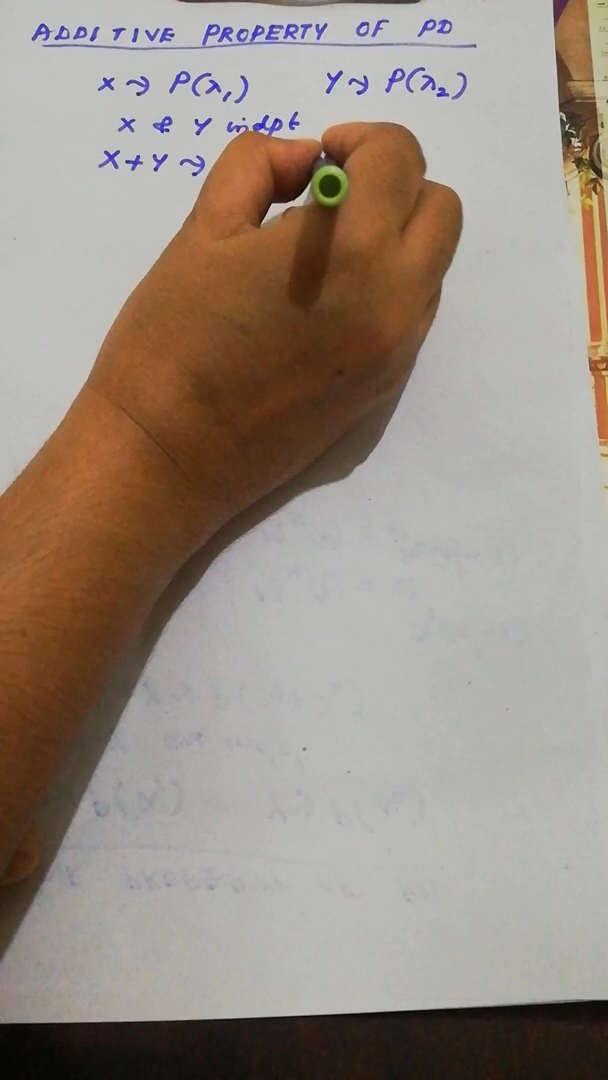 ADDITIVE PROPERTY OF PD
X ⇝ P(λ₁) Y ⇝ P(λ₂)
X & Y indpt
X+Y ⇝